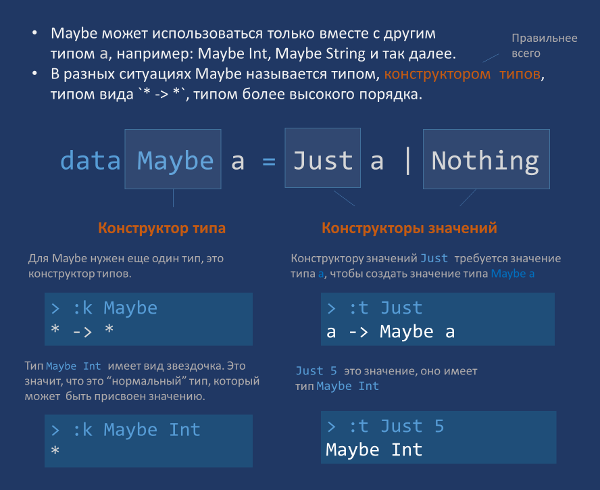 • Maybe может использоваться только вместе с другим
типом a, например: Maybe Int, Maybe String и так далее.
Правильнее
всего
• В разных ситуациях Maybe называется типом, конструктором типов,
типом вида `* -> *`, типом более высокого порядка.
data Maybe a = Just a | Nothing
Конструктор типа
Для Maybe нужен еще один тип, это
конструктор типов.
> :k Maybe
* -> *
Тип Maybe Int имеет вид звездочка. Это
значит, что это “нормальный” тип, который
может быть присвоен значению.
> :k Maybe Int
*
Конструкторы значений
Конструктору значений Just требуется значение
типа a, чтобы создать значение типа Maybe a
> :t Just
a -> Maybe a
Just 5 это значение, оно имеет
тип Maybe Int
> :t Just 5
Maybe Int